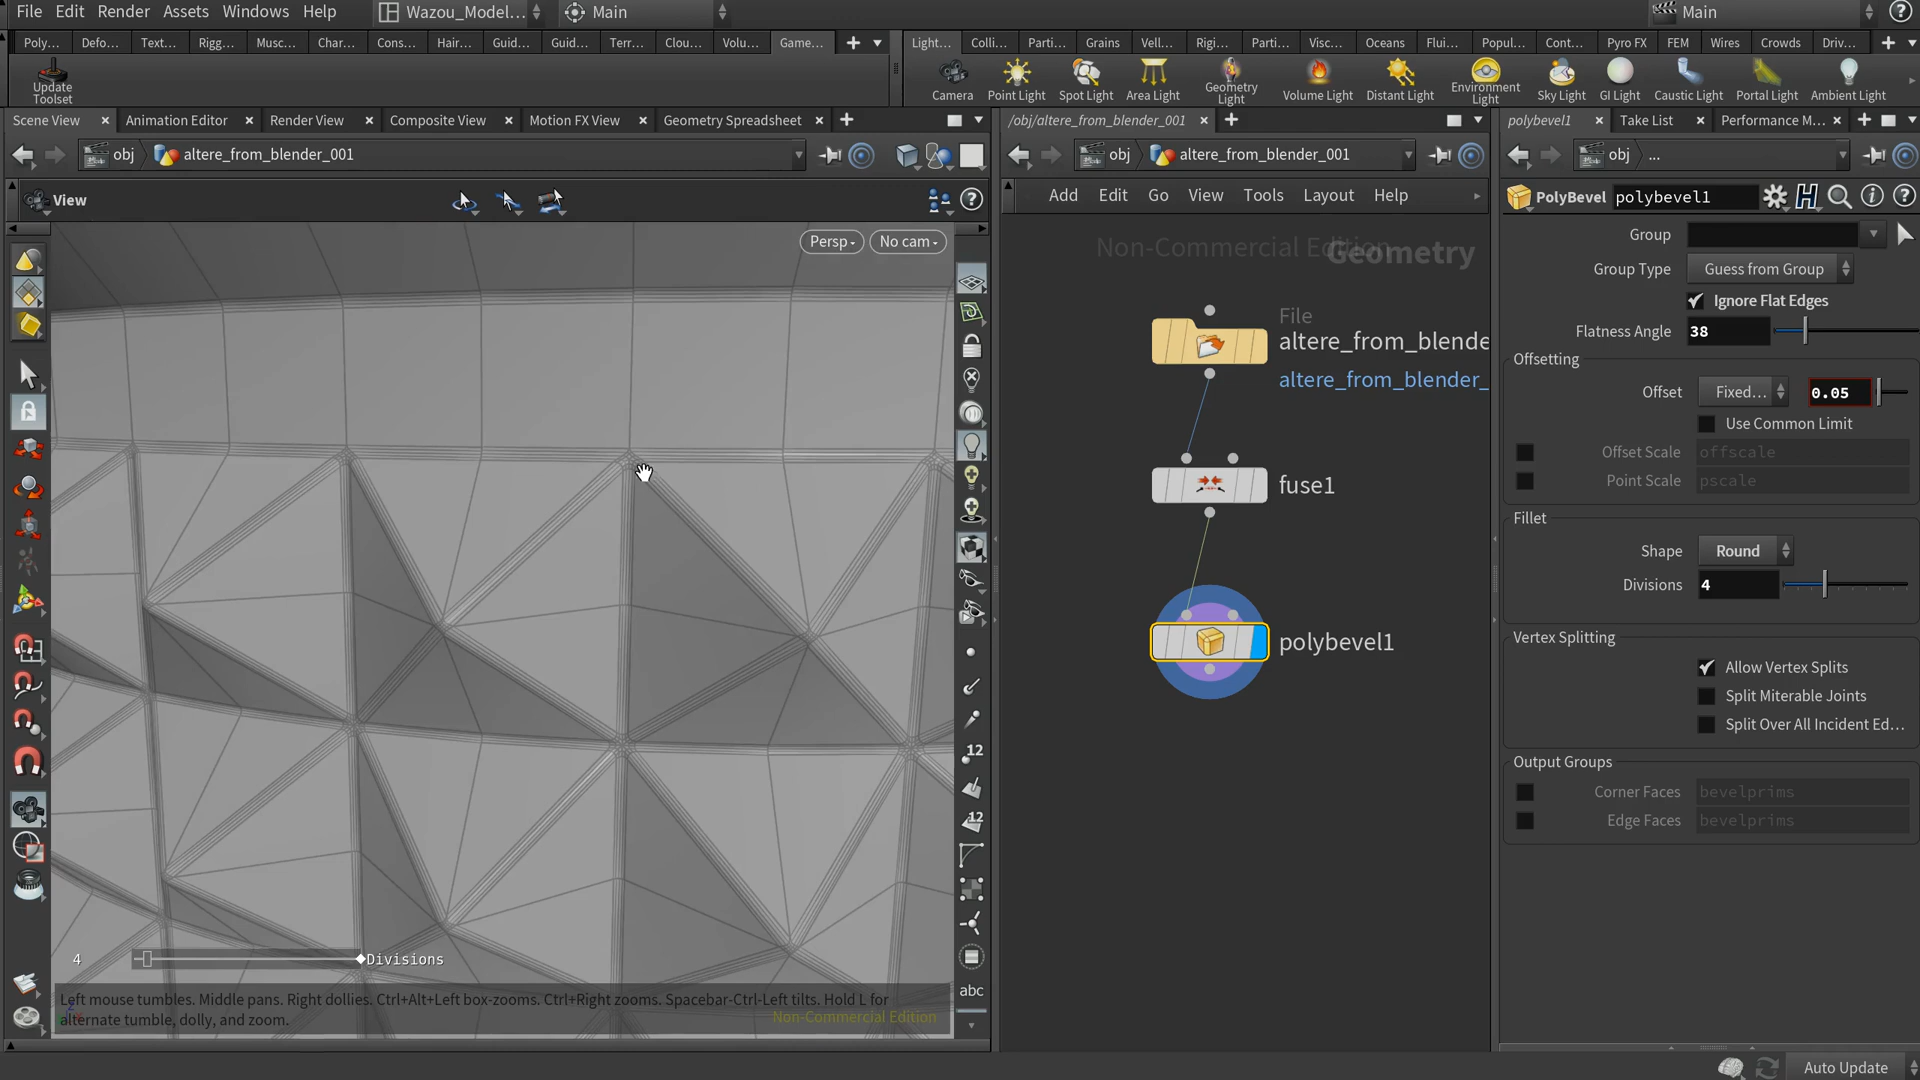 File Edit Render Assets Windows Help Wazou_Model... Main Main
Poly... Defo... Text... Rigg... Musc... Char... Cons... Hair... Guid... Guid... Terr... Clou... Volu... Game... Light... Colli... Parti... Grains Vell... Rigi... Parti... Visc... Oceans Flui... Popul... Cont... Pyro FX FEM Wires Crowds Driv...
Update Toolset
Camera Point Light Spot Light Area Light Geometry Light Volume Light Distant Light Environment Light Sky Light GI Light Caustic Light Portal Light Ambient Light
Scene View Animation Editor Render View Composite View Motion FX View Geometry Spreadsheet
/obj/altere_from_blender_001
polybevel1 Take List Performance M...
obj altere_from_blender_001
obj altere_from_blender_001
obj ...
View
Persp No cam
12
12
abc
4 Divisions
Left mouse tumbles. Middle pans. Right dollies. Ctrl+Alt+Left box-zooms. Ctrl+Right zooms. Spacebar-Ctrl-Left tilts. Hold L for
alternate tumble, dolly, and zoom.
Non-Commercial Edition
Add Edit Go View Tools Layout Help
Non-Commercial Edition
Geometry
File
altere_from_blende
altere_from_blender_
fuse1
polybevel1
PolyBevel polybevel1
Group
Group Type Guess from Group
Ignore Flat Edges
Flatness Angle 38
Offsetting
Offset Fixed... 0.05
Use Common Limit
Offset Scale offscale
Point Scale pscale
Fillet
Shape Round
Divisions 4
Vertex Splitting
Allow Vertex Splits
Split Miterable Joints
Split Over All Incident Ed...
Output Groups
Corner Faces bevelprims
Edge Faces bevelprims
Auto Update